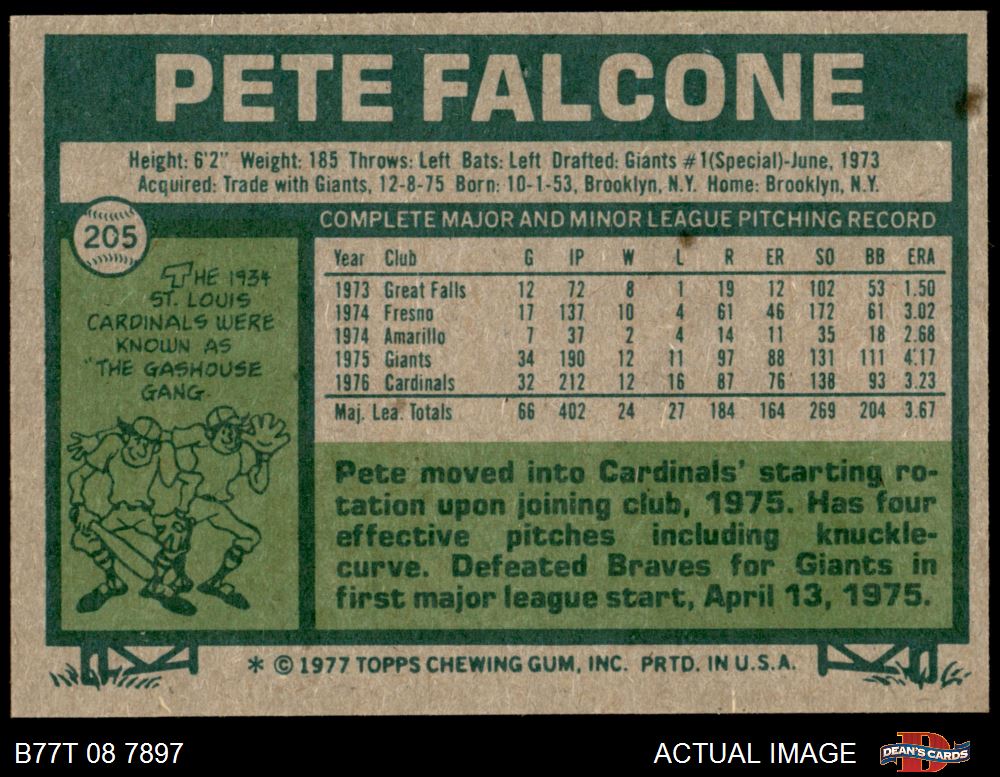 PETE FALCONE
Height: 6'2" Weight: 185 Throws: Left Bats: Left Drafted: Giants #1(Special)-June, 1973
Acquired: Trade with Giants, 12-8-75 Born: 10-1-53, Brooklyn, N.Y. Home: Brooklyn, N.Y.
205
THE 1934
ST. LOUIS
CARDINALS WERE
KNOWN AS
"THE GASHOUSE
GANG.
COMPLETE MAJOR AND MINOR LEAGUE PITCHING RECORD
Year Club G IP W L R ER SO BB ERA
1973 Great Falls 12 72 8 1 19 12 102 53 1.50
1974 Fresno 17 137 10 4 61 46 172 61 3.02
1974 Amarillo 7 37 2 4 14 11 35 18 2.68
1975 Giants 34 190 12 11 97 88 131 111 4.17
1976 Cardinals 32 212 12 16 87 76 138 93 3.23
Maj. Lea. Totals 66 402 24 27 184 164 269 204 3.67
Pete moved into Cardinals' starting ro-
tation upon joining club, 1975. Has four
effective pitches including knuckle-
curve. Defeated Braves for Giants in
first major league start, April 13, 1975.
* © 1977 TOPPS CHEWING GUM, INC. PRTD. IN U.S.A.
B77T 08 7897
ACTUAL IMAGE
D
DEAN'S CARDS